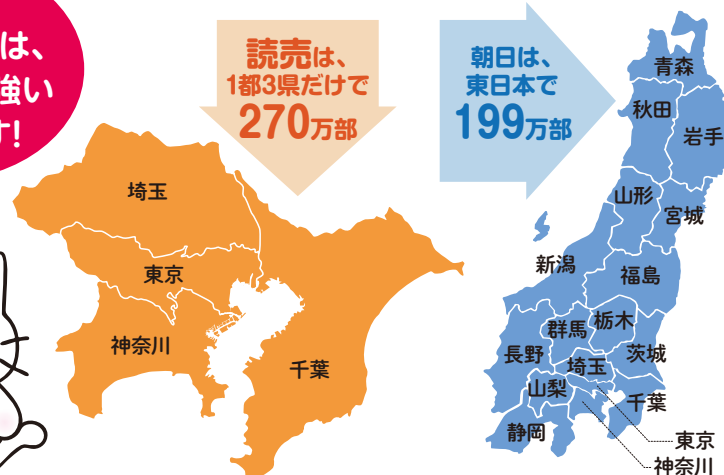 は、
強い
す!
読売は、
1都3県だけで
270万部
朝日は、
東日本で
199万部
埼玉
東京
神奈川
千葉
青森
秋田
岩手
山形
宮城
新潟
福島
群馬
栃木
長野
埼玉
茨城
山梨
千葉
静岡
東京
神奈川